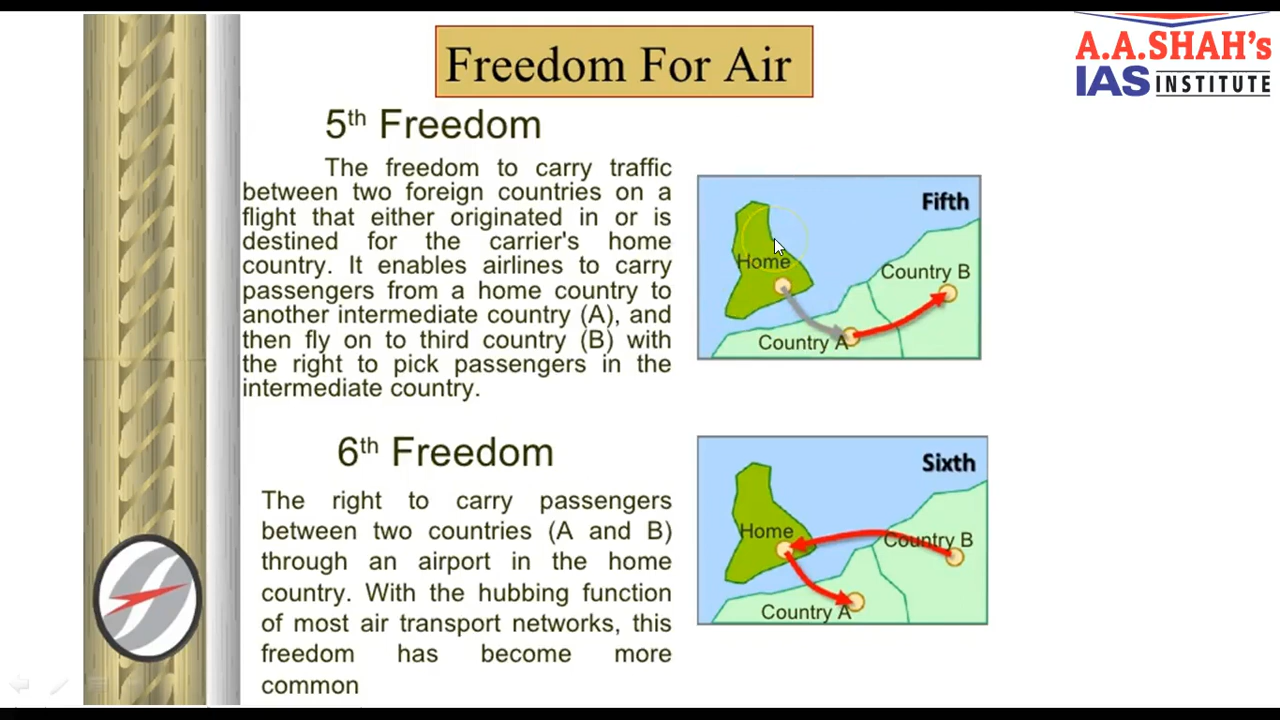 Freedom For Air
A.A.SHAH's
IAS INSTITUTE
5th Freedom
The freedom to carry traffic
between two foreign countries on a
flight that either originated in or is
destined for the carrier's home
country. It enables airlines to carry
passengers from a home country to
another intermediate country (A), and
then fly on to third country (B) with
the right to pick passengers in the
intermediate country.
Fifth
Home
Country B
Country A
6th Freedom
The right to carry passengers
between two countries (A and B)
through an airport in the home
country. With the hubbing function
of most air transport networks, this
freedom has become more
common
Sixth
Home
Country B
Country A